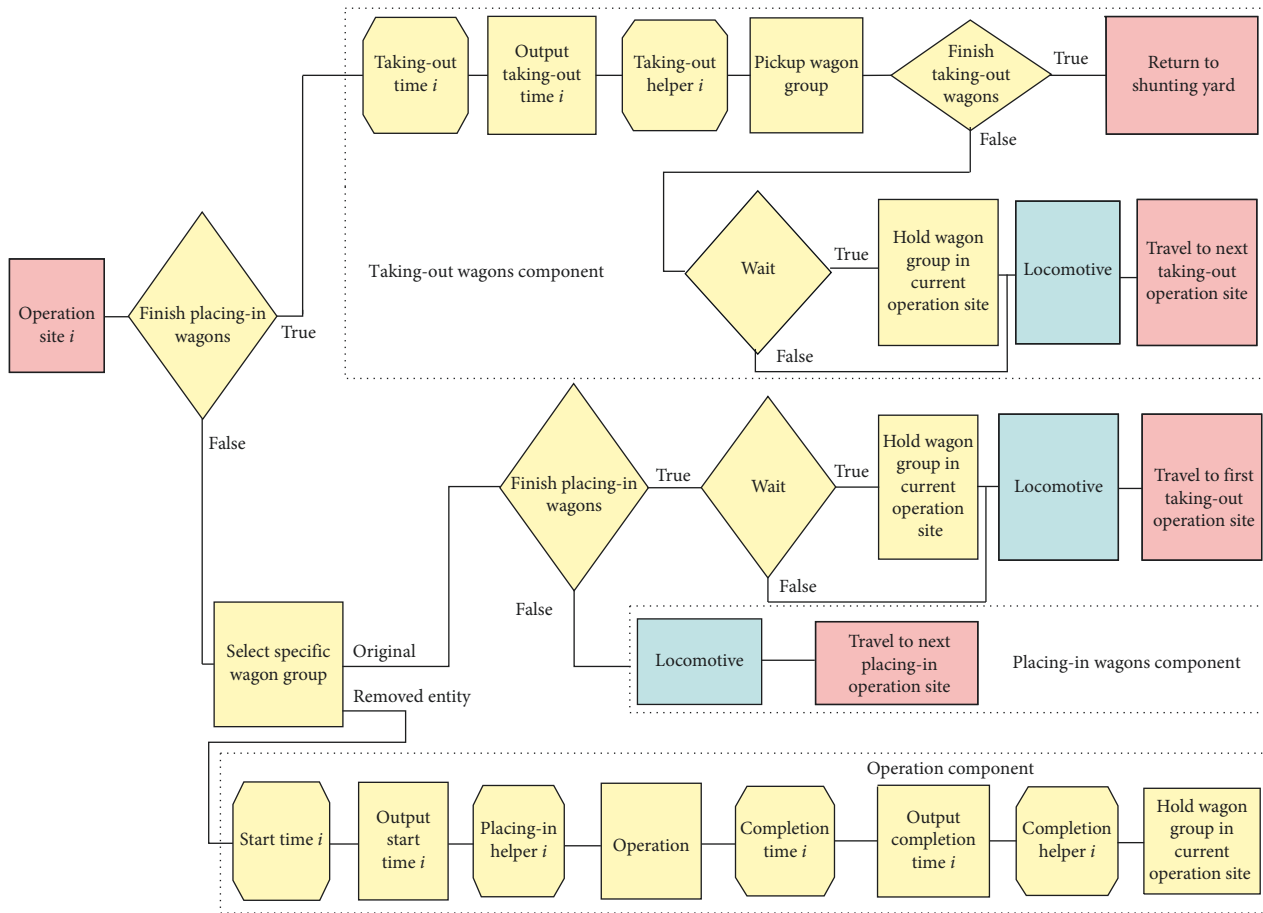 Taking-out
time i
Output
taking-out
time i
Taking-out
helper i
Pickup wagon
group
Finish
taking-out
wagons
True
Return to
shunting yard
False
Taking-out wagons component
Wait
True
Hold wagon
group in
current
operation site
Locomotive
Travel to next
taking-out
operation site
False
Operation
site i
Finish placing-in
wagons
True
False
Finish placing-in
wagons
True
Wait
True
Hold wagon
group in
current
operation
site
Locomotive
Travel to first
taking-out
operation site
False
False
Select specific
wagon group
Original
Removed entity
Locomotive
Travel to next
placing-in
operation site
Placing-in wagons component
Operation component
Start time i
Output
start
time i
Placing-in
helper i
Operation
Completion
time i
Output
completion
time i
Completion
helper i
Hold wagon
group in
current
operation site